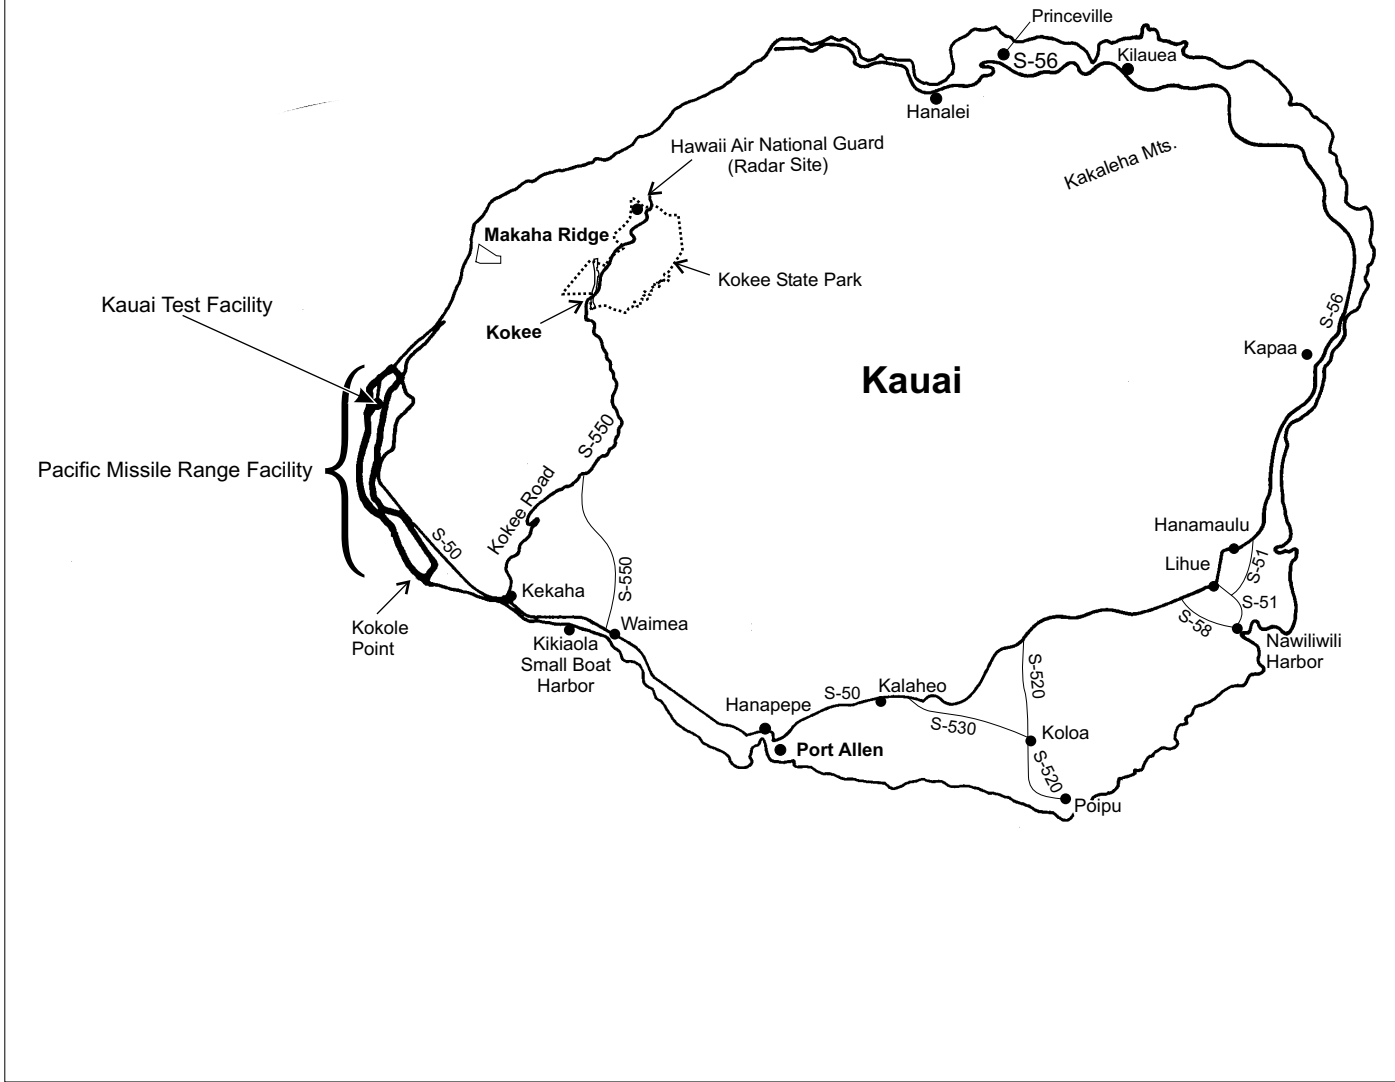 Princeville
S-56
Kilauea
Hanalei
Hawaii Air National Guard
(Radar Site)
Kakaleha Mts.
Makaha Ridge
Kokee State Park
Kauai Test Facility
Kokee
S-56
Kapaa
Kauai
S-550
Pacific Missile Range Facility
Kokee Road
S-50
Hanamaulu
Lihue
S-51
S-550
Kekaha
S-51
Kokole
Point
Waimea
S-58
Kikiaola
Small Boat
Harbor
Nawiliwili
Harbor
S-520
Kalaheo
S-50
Hanapepe
S-530
Koloa
Port Allen
S-520
Poipu